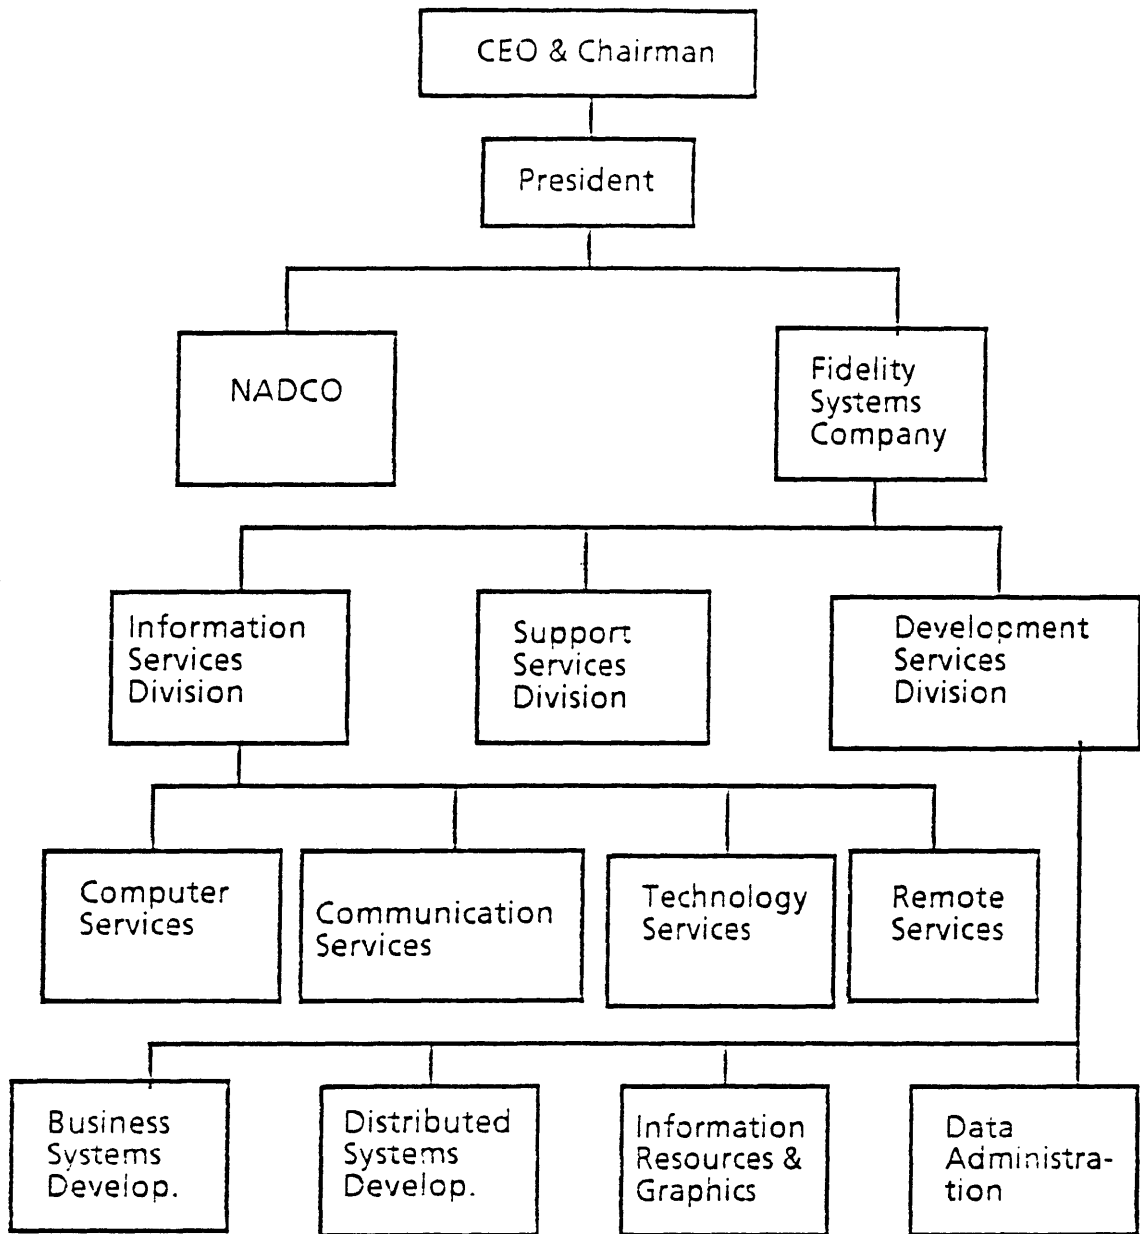 CEO & Chairman
President
NADCO
Fidelity
Systems
Company
Information
Services
Division
Support
Services
Division
Development
Services
Division
Computer
Services
Communication
Services
Technology
Services
Remote
Services
Business
Systems
Develop.
Distributed
Systems
Develop.
Information
Resources &
Graphics
Data
Administra-
tion